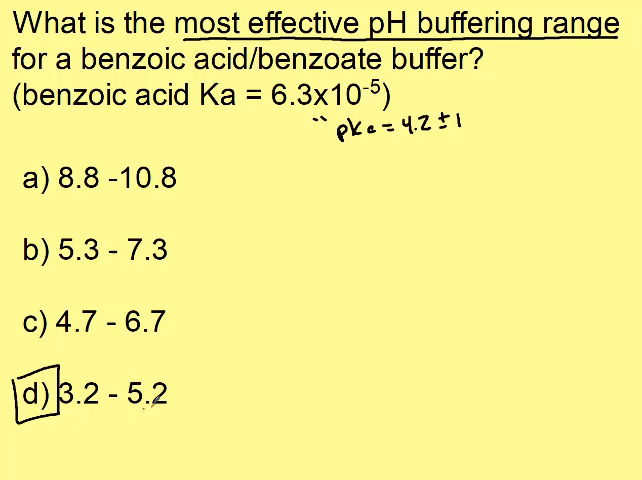 What is the most effective pH buffering range
for a benzoic acid/benzoate buffer?
(benzoic acid Ka = 6.3x10⁻⁵)
pKa = 4.2 ± 1
a) 8.8 -10.8
b) 5.3 - 7.3
c) 4.7 - 6.7
d) 3.2 - 5.2